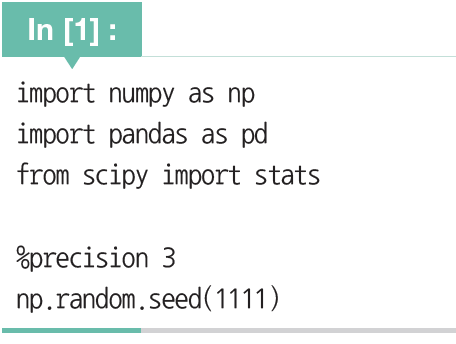 In [1] :
import numpy as np
import pandas as pd
from scipy import stats
%precision 3
np.random.seed(1111)